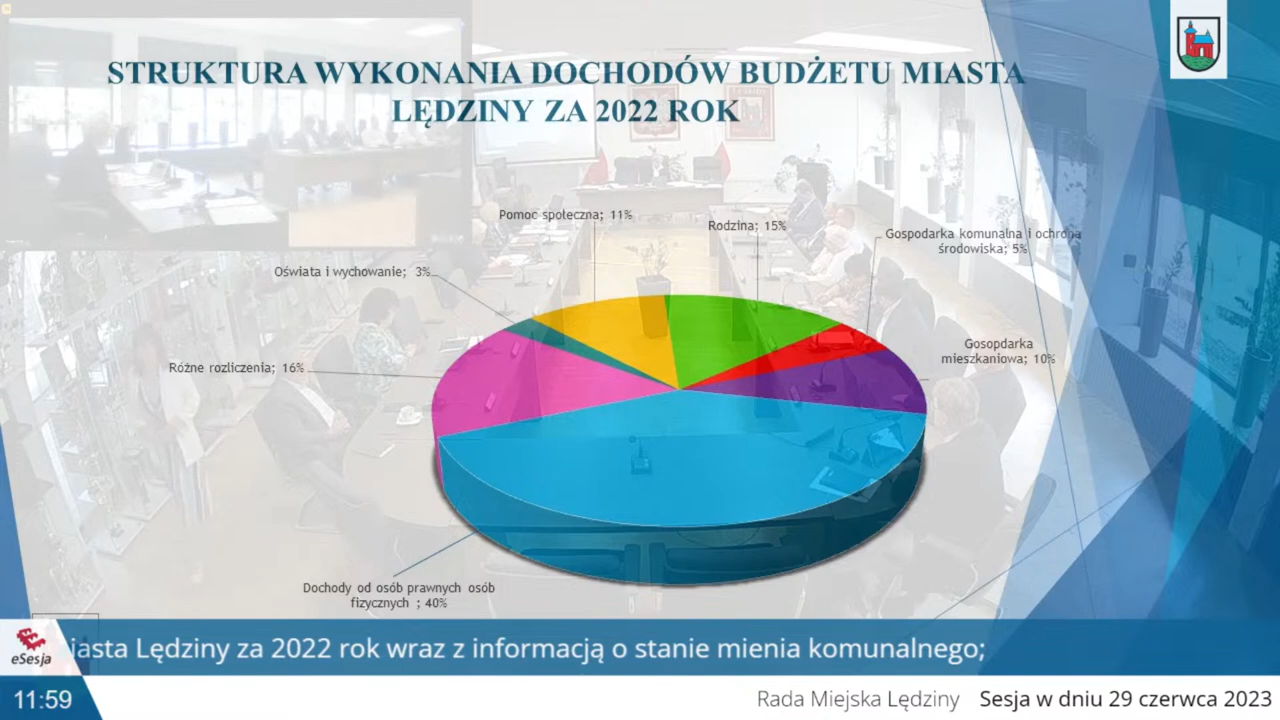 STRUKTURA WYKONANIA DOCHODÓW BUDŻETU MIASTA
LĘDZINY ZA 2022 ROK
Pomoc społeczna; 11%
Rodzina; 15%
Gospodarka komunalna i ochrona
środowiska; 5%
Oświata i wychowanie; 3%
Gosopdarka
mieszkaniowa; 10%
Różne rozliczenia; 16%
Dochody od osób prawnych osób
fizycznych ; 40%
eSesja
iasta Lędziny za 2022 rok wraz z informacją o stanie mienia komunalnego;
11:59
Rada Miejska Lędziny Sesja w dniu 29 czerwca 2023